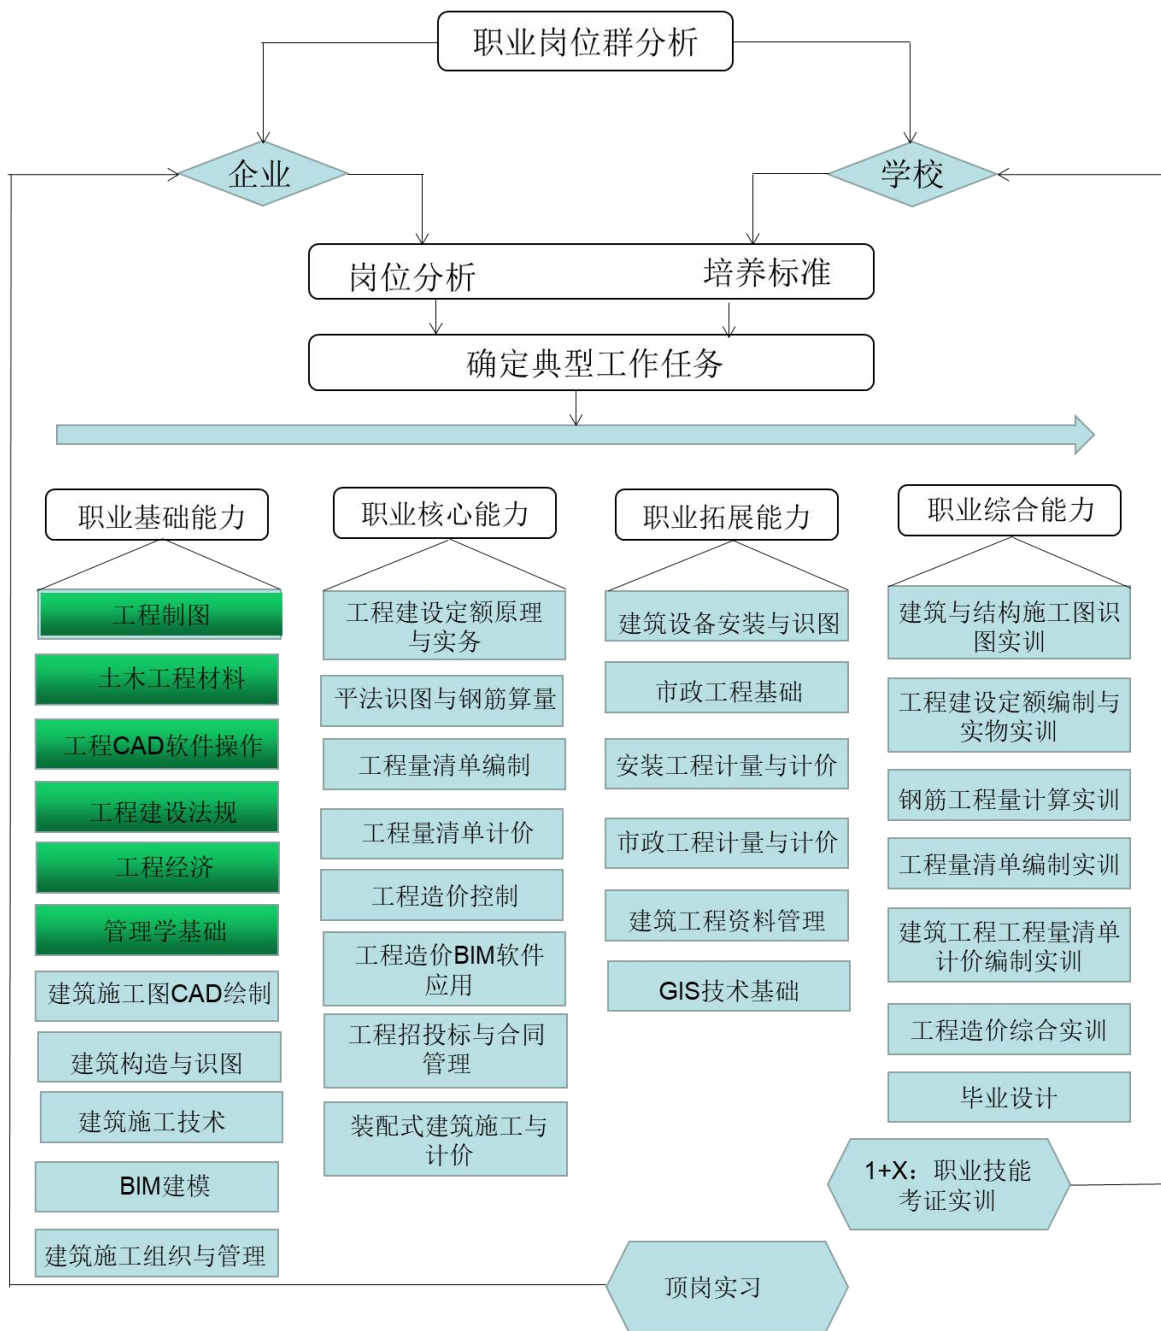 职业岗位群分析
企业
学校
岗位分析
培养标准
确定典型工作任务
职业基础能力
工程制图
土木工程材料
工程CAD软件操作
工程建设法规
工程经济
管理学基础
建筑施工图CAD绘制
建筑构造与识图
建筑施工技术
BIM建模
建筑施工组织与管理
职业核心能力
工程建设定额原理
与实务
平法识图与钢筋算量
工程量清单编制
工程量清单计价
工程造价控制
工程造价BIM软件
应用
工程招投标与合同
管理
装配式建筑施工与
计价
职业拓展能力
建筑设备安装与识图
市政工程基础
安装工程计量与计价
市政工程计量与计价
建筑工程资料管理
GIS技术基础
职业综合能力
建筑与结构施工图识
图实训
工程建设定额编制与
实物实训
钢筋工程量计算实训
工程量清单编制实训
建筑工程工程量清单
计价编制实训
工程造价综合实训
毕业设计
1+X：职业技能
考证实训
顶岗实习